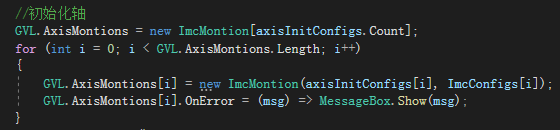 //初始化轴
GVL.AxisMontions = new ImcMontion[axisInitConfigs.Count];
for (int i = 0; i < GVL.AxisMontions.Length; i++)
{
GVL.AxisMontions[i] = new ImcMontion(axisInitConfigs[i], ImcConfigs[i]);
GVL.AxisMontions[i].OnError = (msg) => MessageBox.Show(msg);
}